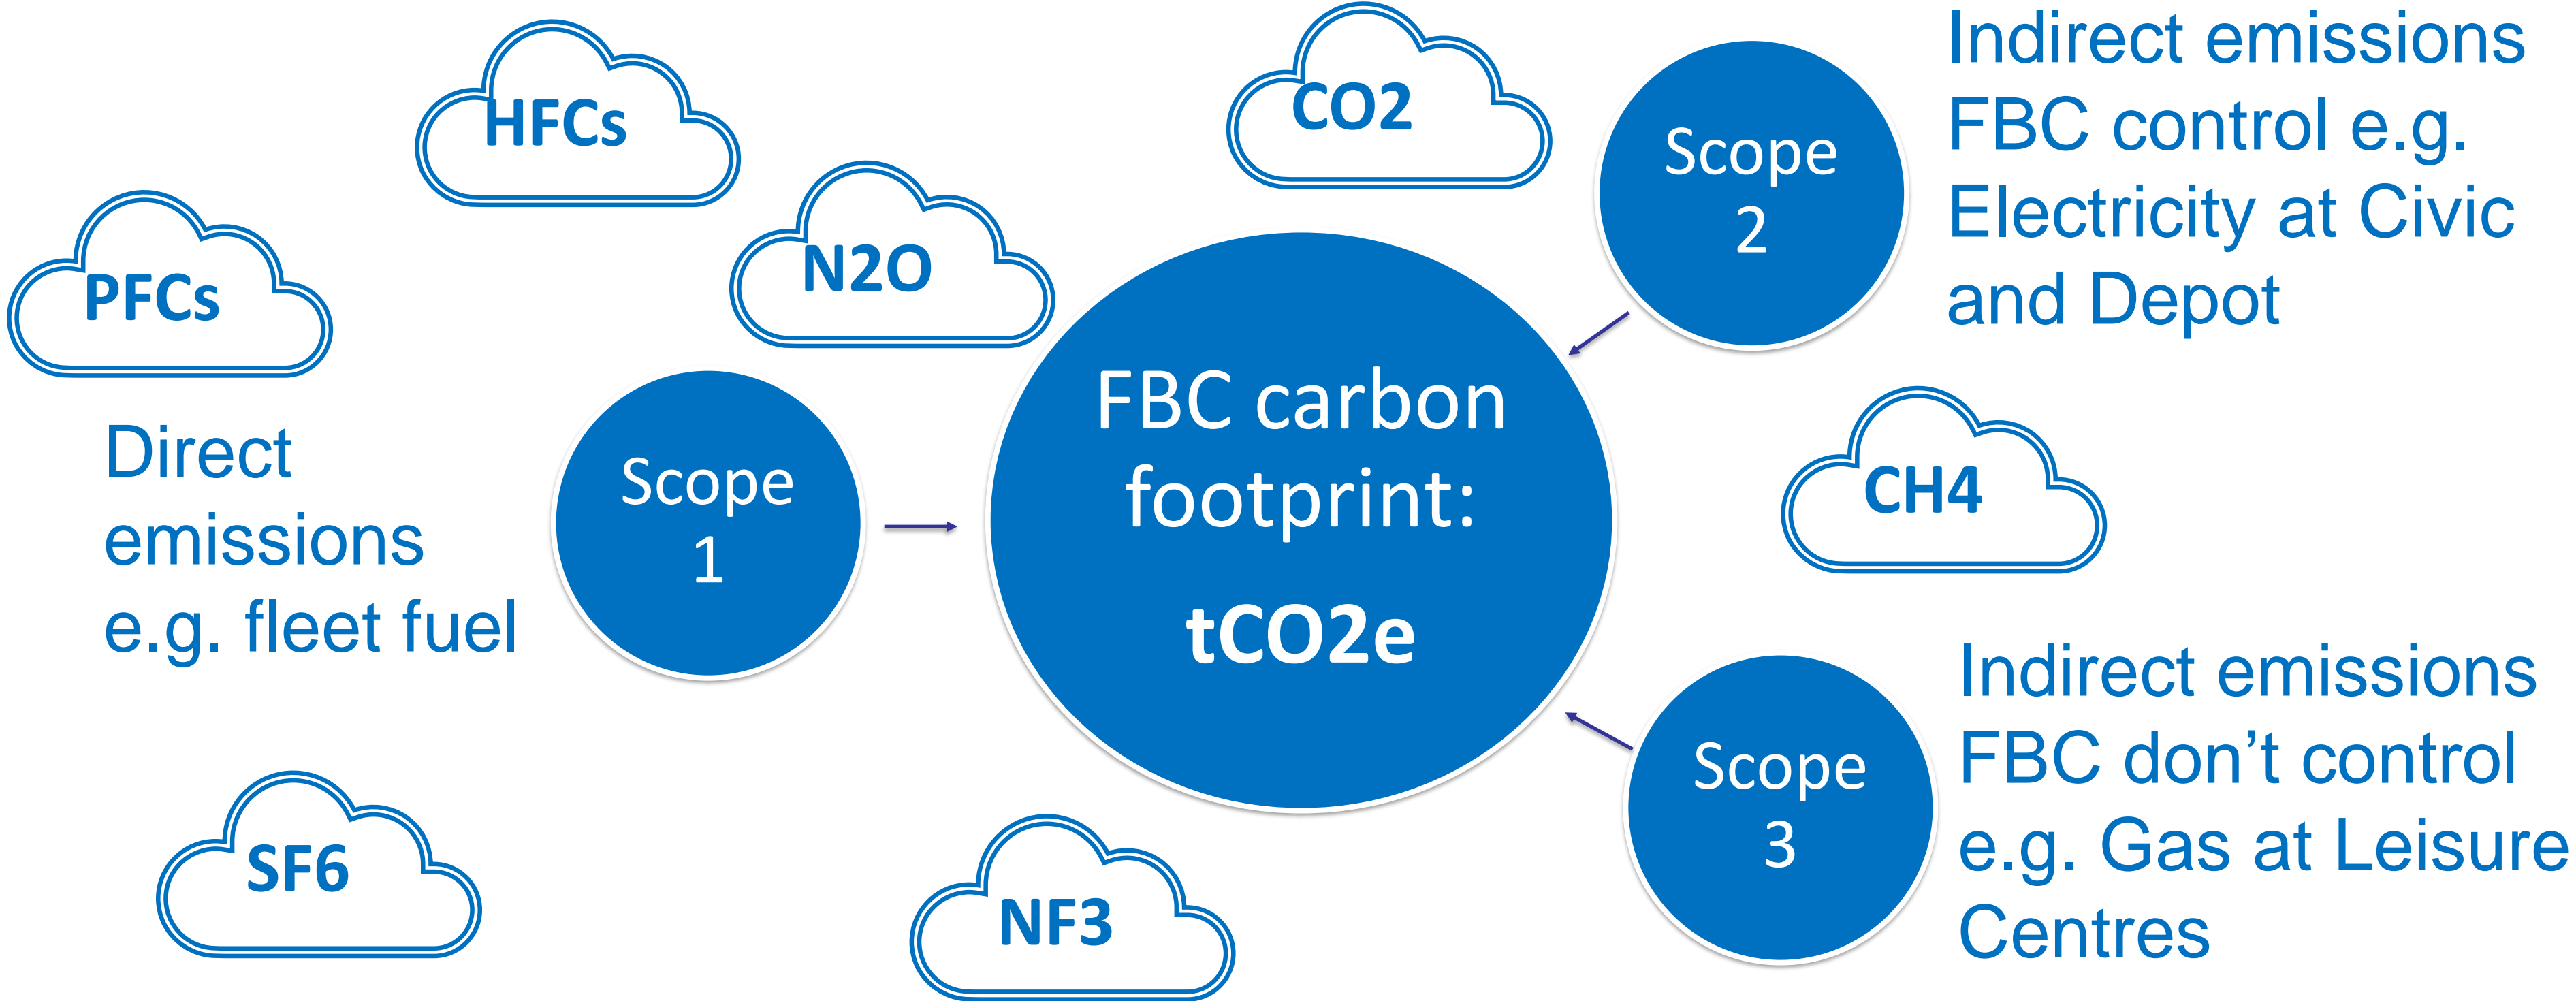 HFCs
CO2
N2O
PFCs
Scope
2
Indirect emissions
FBC control e.g.
Electricity at Civic
and Depot
Direct
emissions
e.g. fleet fuel
Scope
1
FBC carbon
footprint:
tCO2e
CH4
Scope
3
Indirect emissions
FBC don’t control
e.g. Gas at Leisure
Centres
SF6
NF3